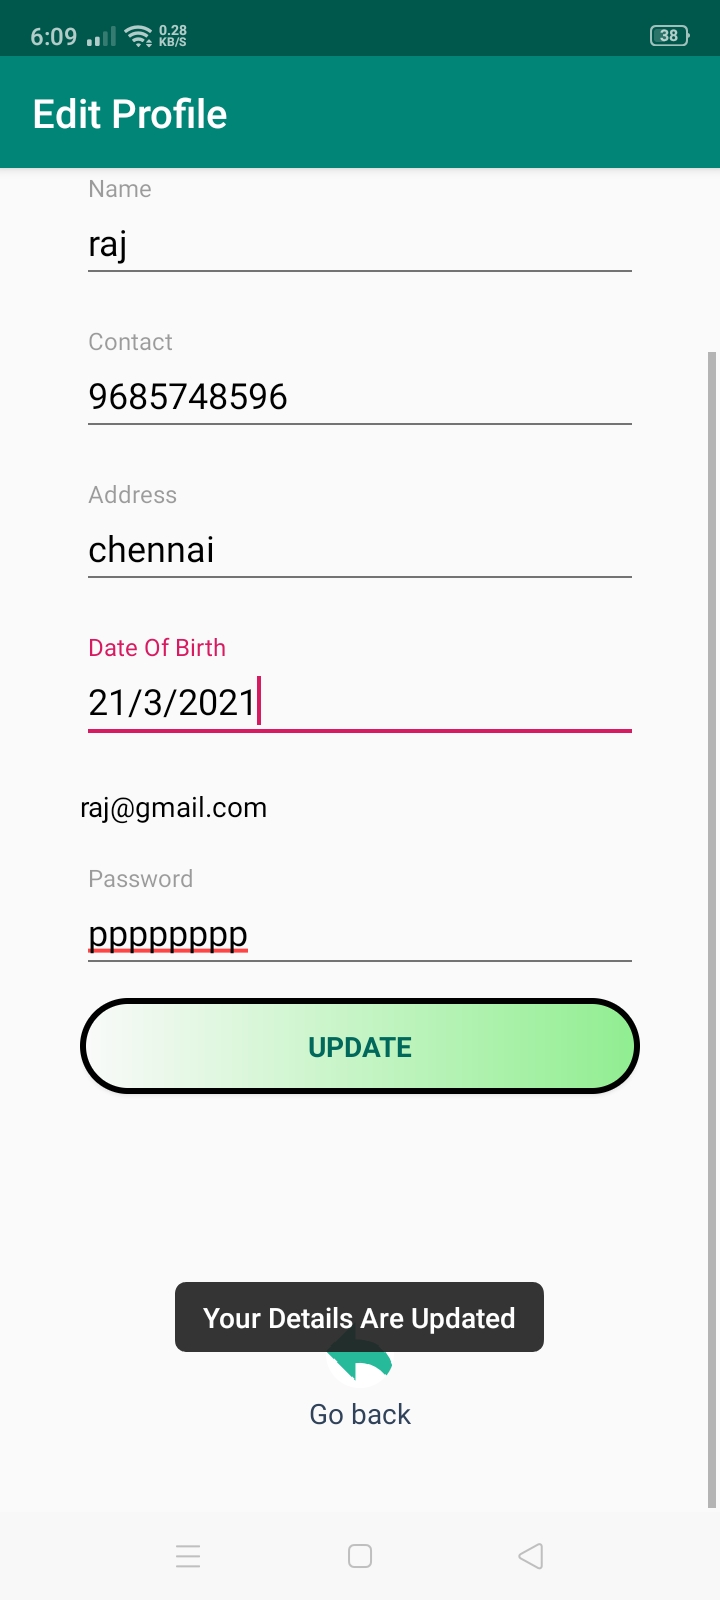 6:09 0.28 KB/S 38
Edit Profile
Name
raj
Contact
9685748596
Address
chennai
Date Of Birth
21/3/2021
raj@gmail.com
Password
pppppppp
UPDATE
Your Details Are Updated
Go back